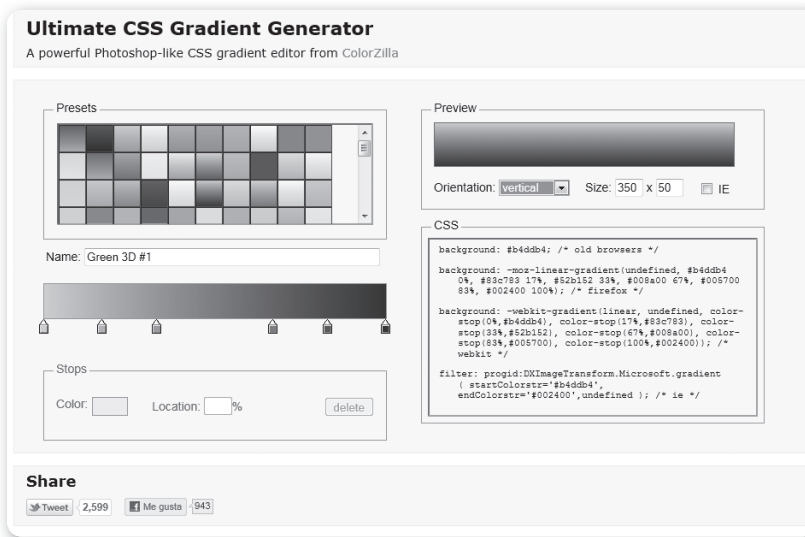 Ultimate CSS Gradient Generator
A powerful Photoshop-like CSS gradient editor from ColorZilla
Presets
Name: Green 3D #1
Stops
Color:
Location: %
delete
Preview
Orientation: vertical Size: 350 x 50 IE
CSS
background: #b4ddb4; /* old browsers */
background: -moz-linear-gradient(undefined, #b4ddb4
0%, #83c783 17%, #52b152 33%, #008a00 67%, #005700
83%, #002400 100%); /* firefox */
background: -webkit-gradient(linear, undefined, color-
stop(0%,#b4ddb4), color-stop(17%,#83c783), color-
stop(33%,#52b152), color-stop(67%,#008a00), color-
stop(83%,#005700), color-stop(100%,#002400)); /*
webkit */
filter: progid:DXImageTransform.Microsoft.gradient
( startColorstr='#b4ddb4',
endColorstr='#002400',undefined ); /* ie */
Share
Tweet 2,599 Me gusta 943